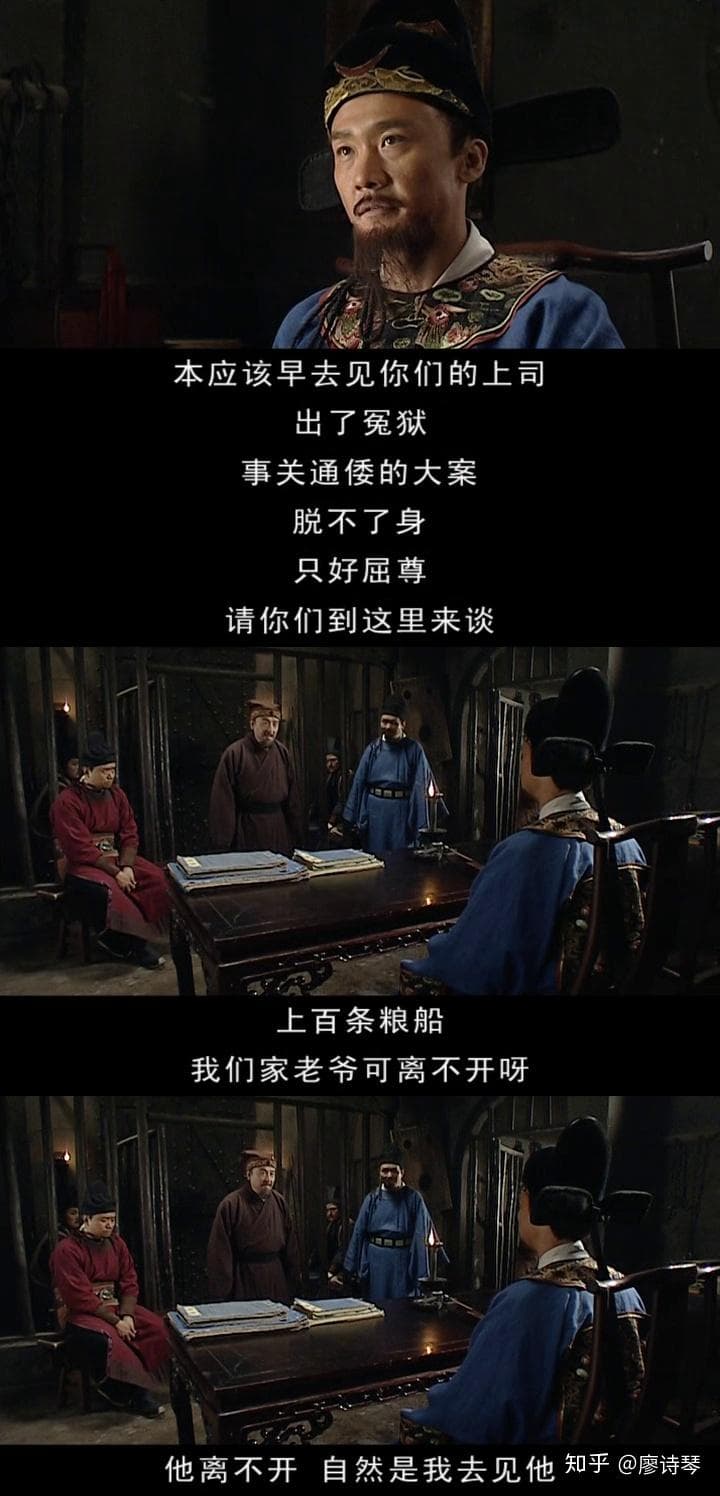 本应该早去见你们的上司
出了冤狱
事关通倭的大案
脱不了身
只好屈尊
请你们到这里来谈
上百条粮船
我们家老爷可离不开呀
他离不开 自然是我去见他
知乎 @廖诗琴